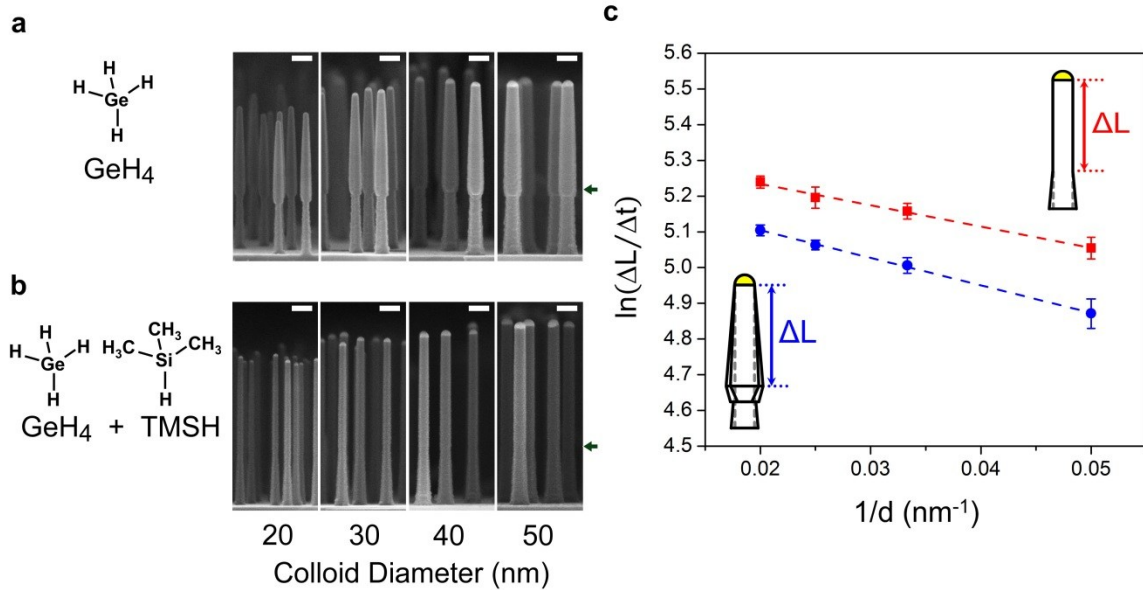 a
H
H
H
Ge
H
GeH4
b
H
H
H
Ge
H
CH3
H3C
CH3
Si
H
GeH4 + TMSH
20 30 40 50
Colloid Diameter (nm)
c
5.6
5.5
5.4
5.3
5.2
5.1
5.0
4.9
4.8
4.7
4.6
4.5
ln(ΔL/Δt)
ΔL
ΔL
0.02 0.03 0.04 0.05
1/d (nm-1)